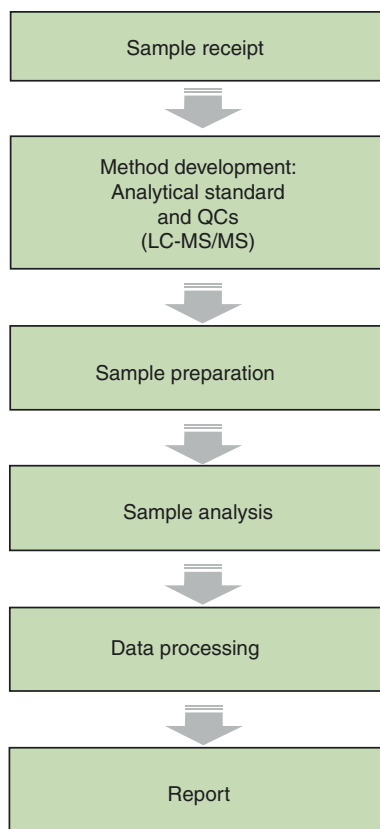 Sample receipt
Method development:
Analytical standard
and QCs
(LC-MS/MS)
Sample preparation
Sample analysis
Data processing
Report